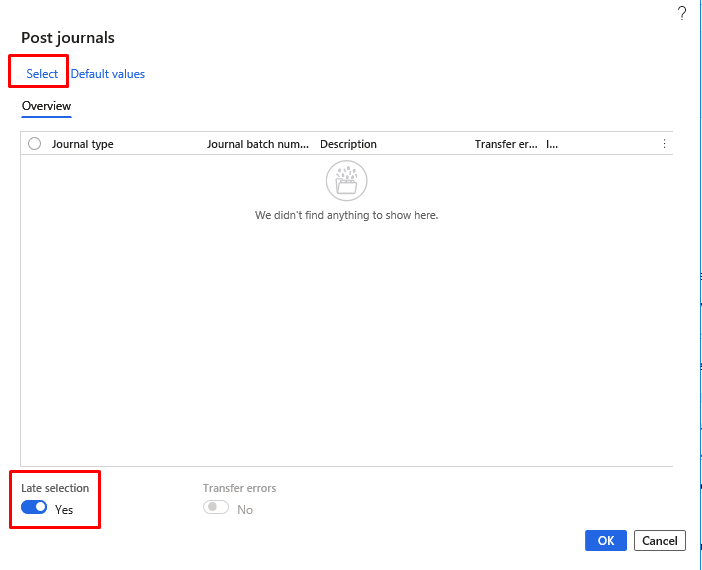 ?
Post journals
Select Default values
Overview
Journal type Journal batch num... Description Transfer er... I...
We didn't find anything to show here.
Late selection Transfer errors
Yes No
OK Cancel